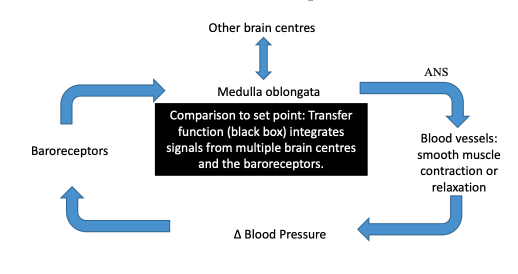 Other brain centres
Medulla oblongata
ANS
Comparison to set point: Transfer
function (black box) integrates
signals from multiple brain centres
and the baroreceptors.
Baroreceptors
Blood vessels:
smooth muscle
contraction or
relaxation
Δ Blood Pressure